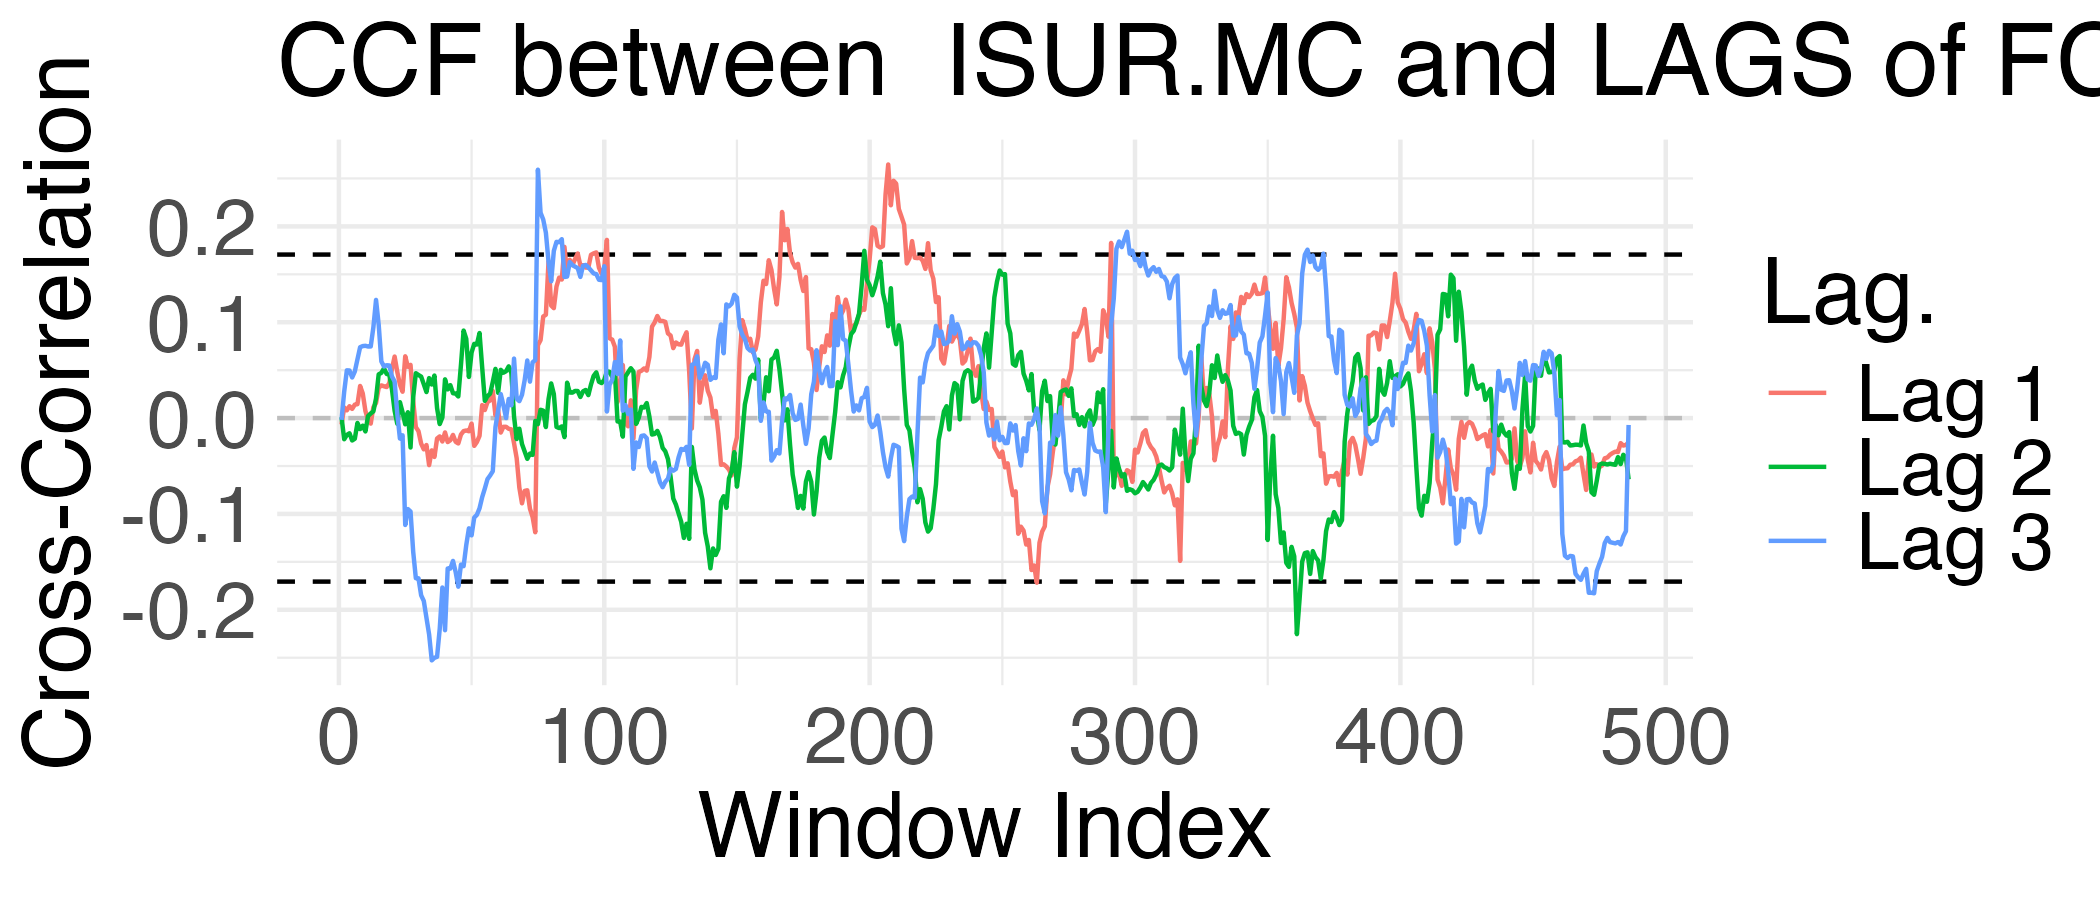 CCF between ISUR.MC and LAGS of FC
Cross-Correlation
0.2
0.1
0.0
-0.1
-0.2
0 100 200 300 400 500
Window Index
Lag.
Lag 1
Lag 2
Lag 3